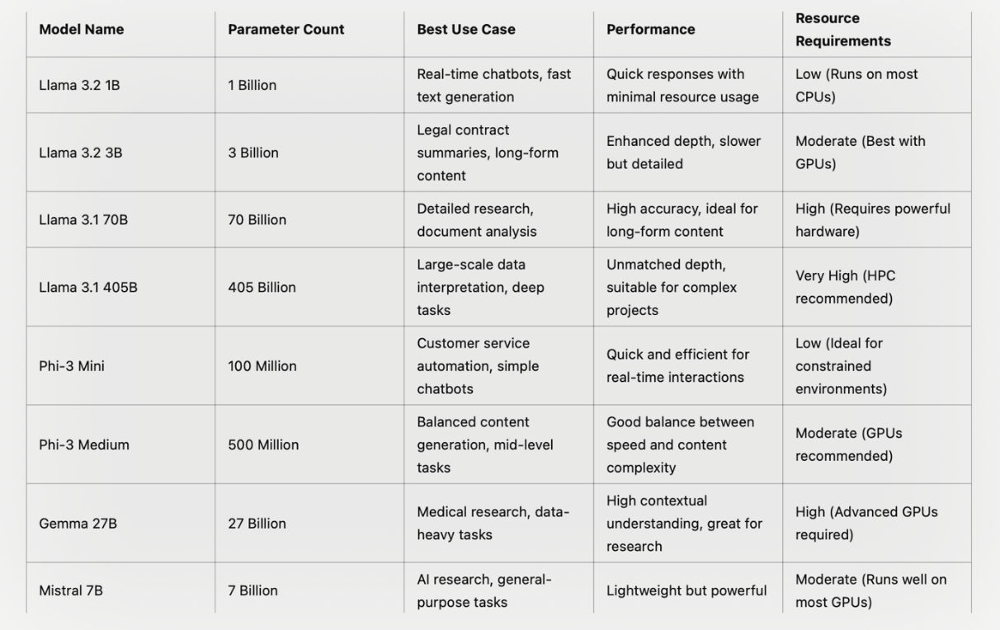 Model Name
Parameter Count
Best Use Case
Performance
Resource
Requirements
Llama 3.2 1B
1 Billion
Real-time chatbots, fast
text generation
Quick responses with
minimal resource usage
Low (Runs on most
CPUs)
Llama 3.2 3B
3 Billion
Legal contract
summaries, long-form
content
Enhanced depth, slower
but detailed
Moderate (Best with
GPUs)
Llama 3.1 70B
70 Billion
Detailed research,
document analysis
High accuracy, ideal for
long-form content
High (Requires powerful
hardware)
Llama 3.1 405B
405 Billion
Large-scale data
interpretation, deep
tasks
Unmatched depth,
suitable for complex
projects
Very High (HPC
recommended)
Phi-3 Mini
100 Million
Customer service
automation, simple
chatbots
Quick and efficient for
real-time interactions
Low (Ideal for
constrained
environments)
Phi-3 Medium
500 Million
Balanced content
generation, mid-level
tasks
Good balance between
speed and content
complexity
Moderate (GPUs
recommended)
Gemma 27B
27 Billion
Medical research, data-
heavy tasks
High contextual
understanding, great for
research
High (Advanced GPUs
required)
Mistral 7B
7 Billion
AI research, general-
purpose tasks
Lightweight but powerful
Moderate (Runs well on
most GPUs)